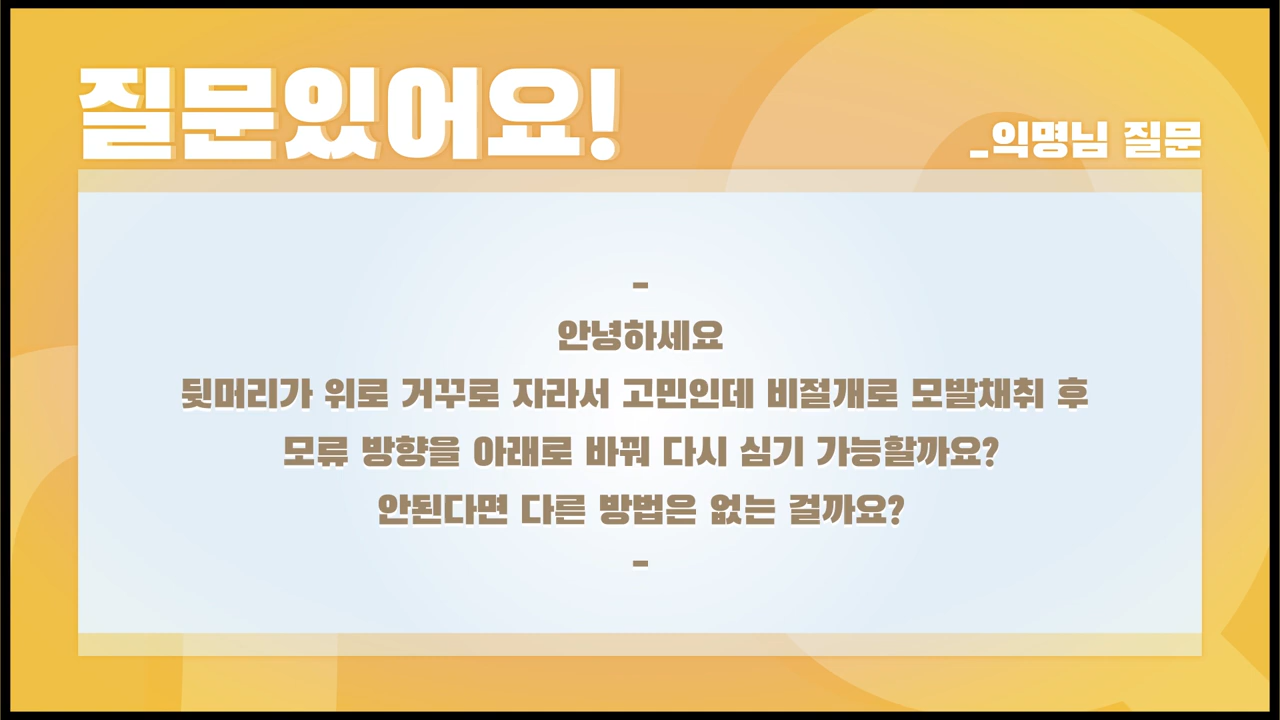 질문있어요!
_익명님 질문
-
안녕하세요
뒷머리가 위로 거꾸로 자라서 고민인데 비절개로 모발채취 후
모류 방향을 아래로 바꿔 다시 심기 가능할까요?
안된다면 다른 방법은 없는 걸까요?
-